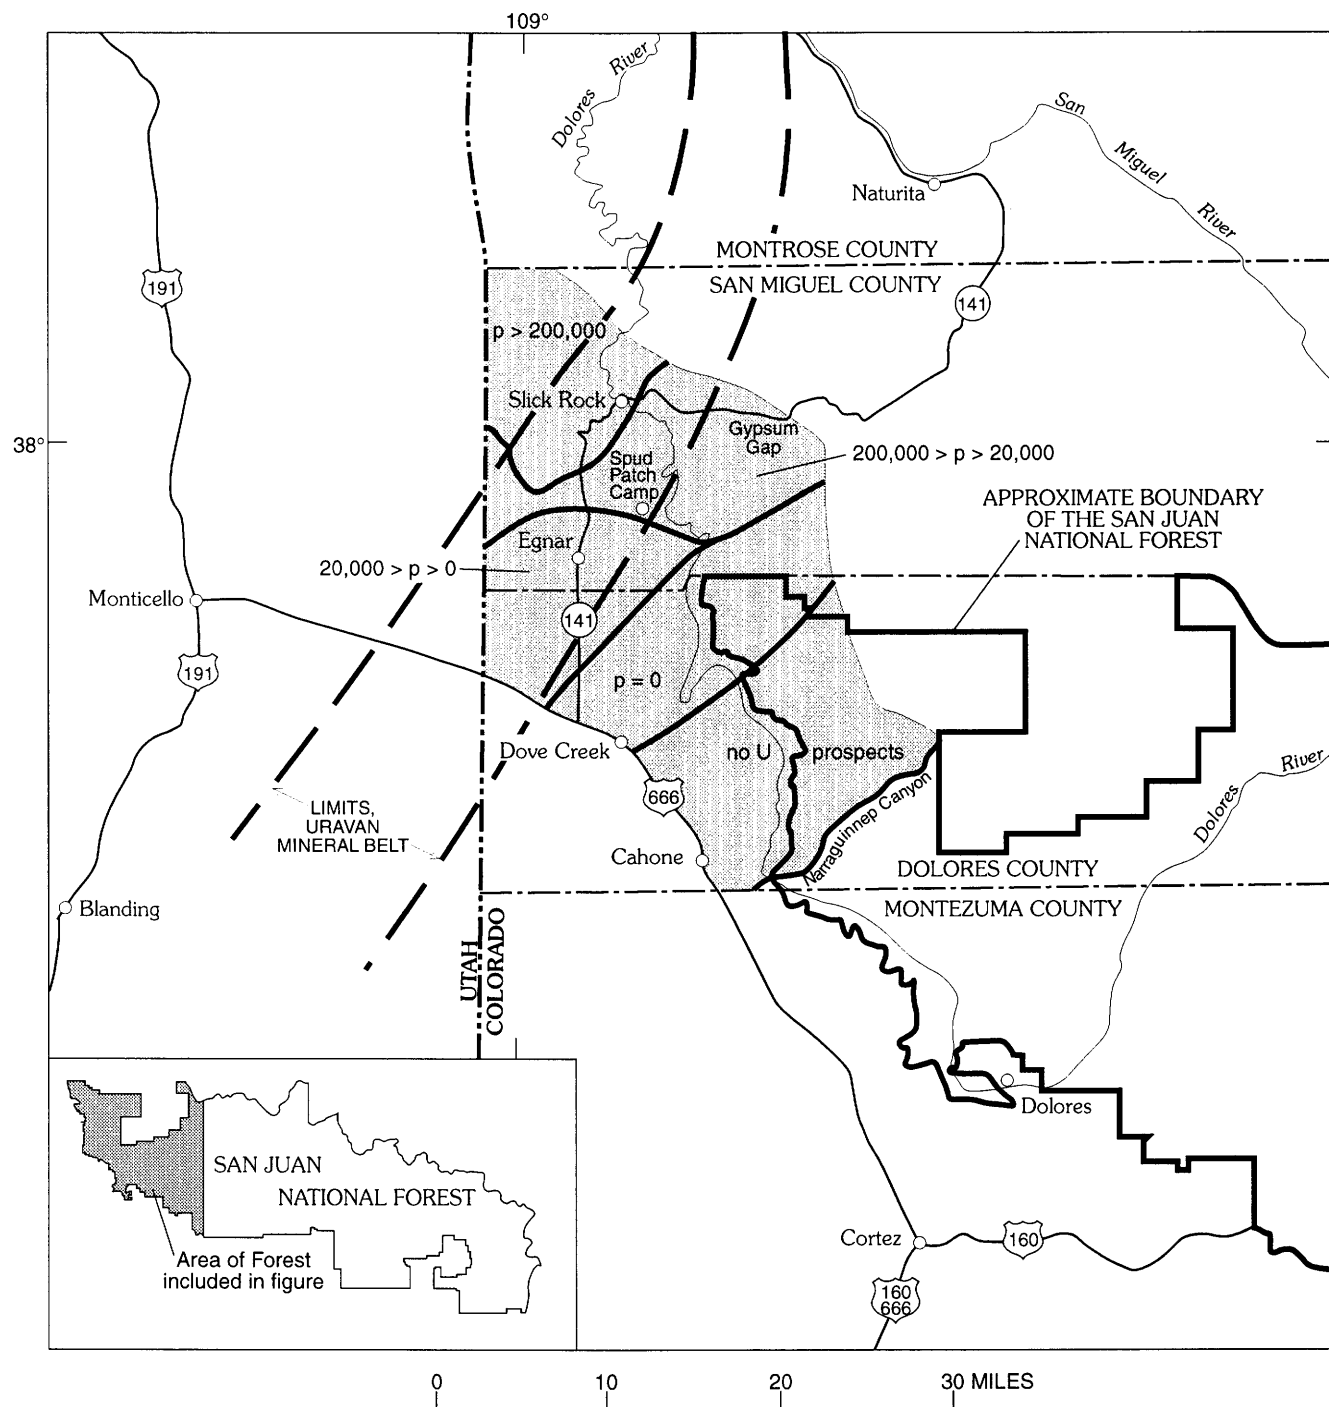 109°
Dolores River
San Miguel River
Naturita
MONTROSE COUNTY
SAN MIGUEL COUNTY
191
141
p > 200,000
Slick Rock
Gypsum
Gap
38°
200,000 > p > 20,000
Spud
Patch
Camp
APPROXIMATE BOUNDARY
OF THE SAN JUAN
NATIONAL FOREST
Egnar
20,000 > p > 0
Monticello
141
191
p = 0
Dove Creek
no U prospects
Dolores River
666
LIMITS,
URAVAN
MINERAL BELT
Narraguinnep Canyon
Cahone
DOLORES COUNTY
MONTEZUMA COUNTY
Blanding
UTAH
COLORADO
Dolores
SAN JUAN
NATIONAL FOREST
Area of Forest
included in figure
Cortez
160
160
666
0 10 20 30 MILES